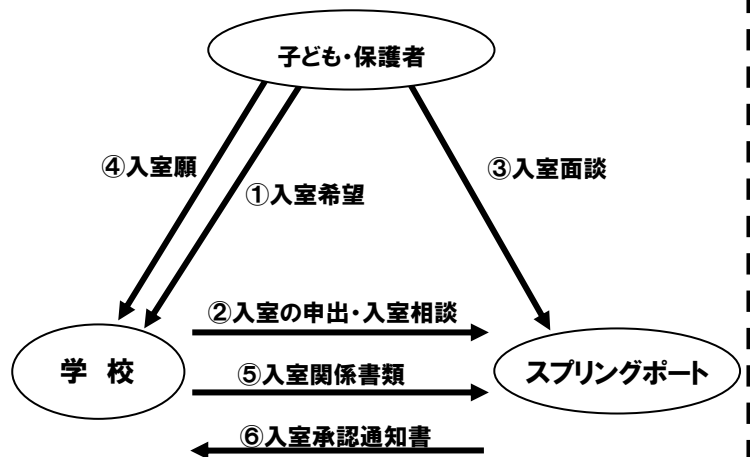 子ども・保護者
④入室願
①入室希望
③入室面談
②入室の申出・入室相談
学 校
⑤入室関係書類
スプリングポート
⑥入室承認通知書